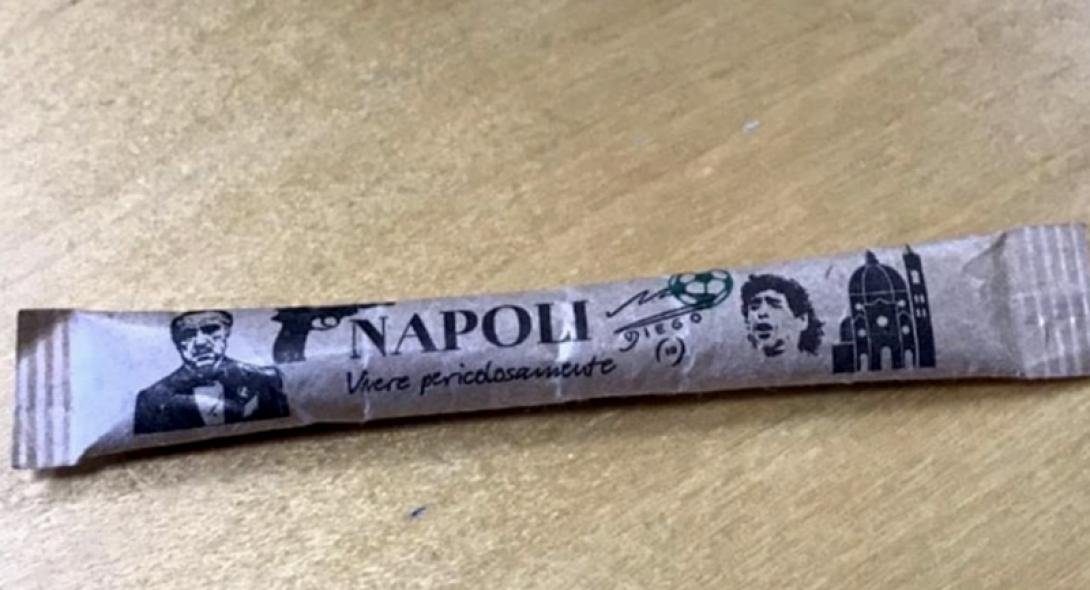 NAPOLI
Vivere pericolosamente
DIEGO
(10)